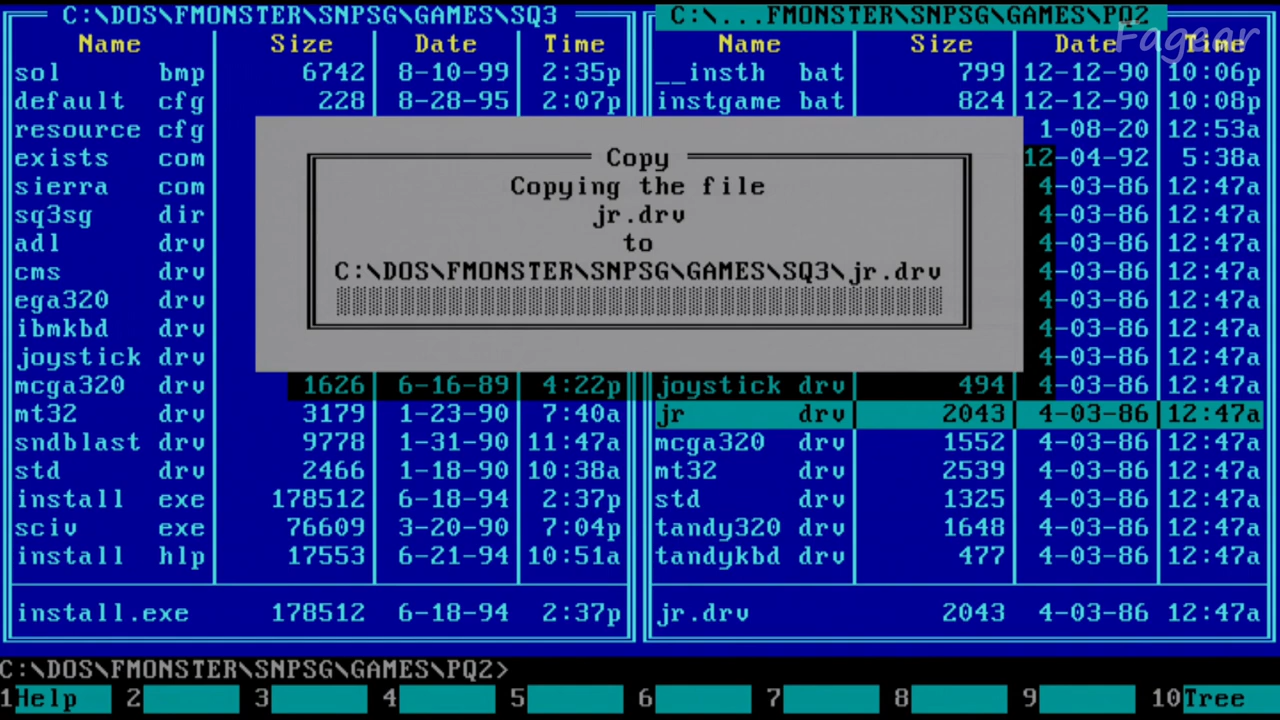 C:\DOS\FMONSTER\SNPSG\GAMES\SQ3 C:\...FMONSTER\SNPSG\GAMES\PQ2
Fagear
Name Size Date Time Name Size Date Time
sol bmp 6742 8-10-99 2:35p __insth bat 799 12-12-90 10:06p
default cfg 228 8-28-95 2:07p instgame bat 824 12-12-90 10:08p
resource cfg 1-08-20 12:53a
exists com Copy 12-04-92 5:38a
sierra com Copying the file 4-03-86 12:47a
sq3sg dir jr.drv 4-03-86 12:47a
adl drv to 4-03-86 12:47a
cms drv C:\DOS\FMONSTER\SNPSG\GAMES\SQ3\jr.drv 4-03-86 12:47a
ega320 drv 4-03-86 12:47a
ibmkbd drv 4-03-86 12:47a
joystick drv 4-03-86 12:47a
mcga320 drv 1626 6-16-89 4:22p joystick drv 494 4-03-86 12:47a
mt32 drv 3179 1-23-90 7:40a jr drv 2043 4-03-86 12:47a
sndblast drv 9778 1-31-90 11:47a mcga320 drv 1552 4-03-86 12:47a
std drv 2466 1-18-90 10:38a mt32 drv 2539 4-03-86 12:47a
install exe 178512 6-18-94 2:37p std drv 1325 4-03-86 12:47a
sciv exe 76609 3-20-90 7:04p tandy320 drv 1648 4-03-86 12:47a
install hlp 17553 6-21-94 10:51a tandykbd drv 477 4-03-86 12:47a
install.exe 178512 6-18-94 2:37p jr.drv 2043 4-03-86 12:47a
C:\DOS\FMONSTER\SNPSG\GAMES\PQ2>
1Help 2 3 4 5 6 7 8 9 10Tree